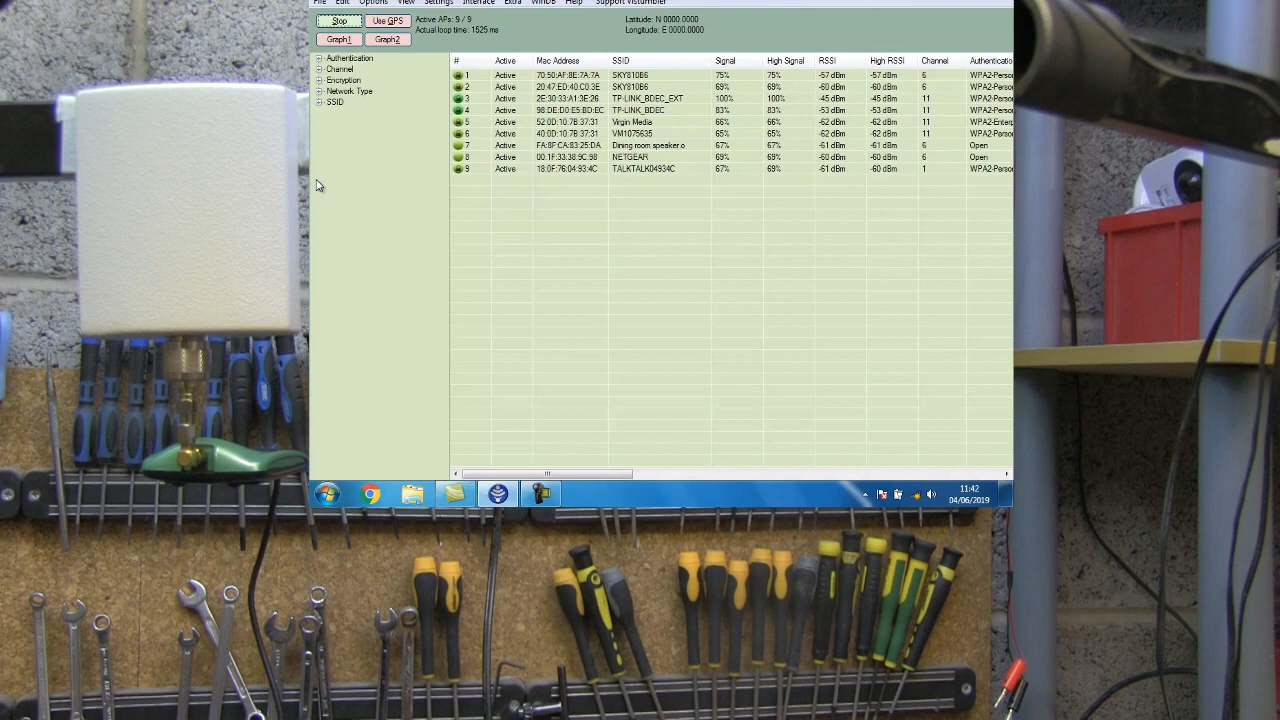 File Edit Options View Settings Interface Extra WifiDB Help Support Vistumbler
Stop Use GPS Active APs: 9 / 9 Latitude: N 0000.0000
Actual loop time: 1525 ms Longitude: E 0000.0000
Graph1 Graph2
Authentication
Channel
Encryption
Network Type
SSID
# Active Mac Address SSID Signal High Signal RSSI High RSSI Channel Authenticatio
1 Active 70:50:AF:8E:7A:7A SKY810B6 75% 75% -57 dBm -57 dBm 6 WPA2-Person
2 Active 20:47:ED:40:C0:3E SKY810B6 69% 69% -60 dBm -60 dBm 6 WPA2-Person
3 Active 2E:30:33:A1:3E:26 TP-LINK_BDEC_EXT 100% 100% -45 dBm -45 dBm 11 WPA2-Person
4 Active 98:DE:D0:E5:BD:EC TP-LINK_BDEC 83% 83% -53 dBm -53 dBm 11 WPA2-Person
5 Active 52:0D:10:7B:37:31 Virgin Media 66% 66% -62 dBm -62 dBm 11 WPA2-Enterp
6 Active 40:0D:10:7B:37:31 VM1075635 65% 65% -62 dBm -62 dBm 11 WPA2-Person
7 Active FA:8F:CA:83:25:DA Dining room speaker.o 67% 67% -61 dBm -60 dBm 6 Open
8 Active 00:1F:33:38:9C:98 NETGEAR 69% 69% -60 dBm -60 dBm 6 Open
9 Active 18:0F:76:04:93:4C TALKTALK04934C 67% 69% -61 dBm -60 dBm 1 WPA2-Person
11:42
04/06/2019